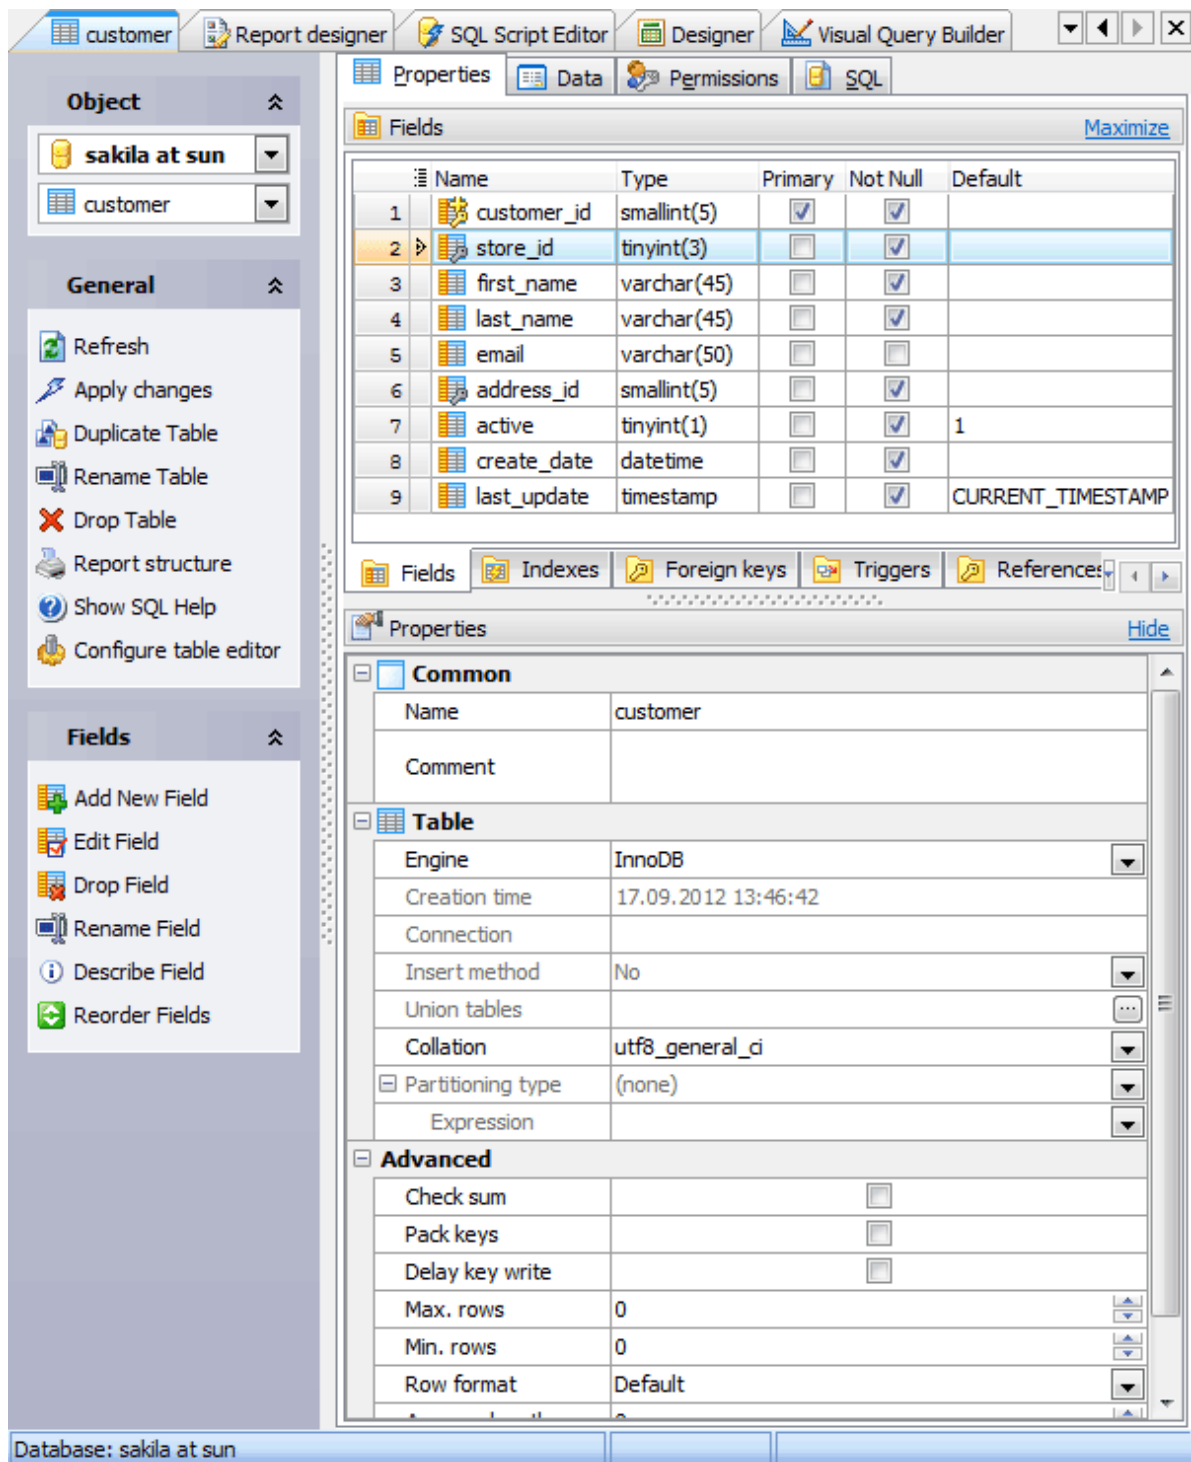 customer Report designer SQL Script Editor Designer Visual Query Builder
Object
sakila at sun
customer
General
Refresh
Apply changes
Duplicate Table
Rename Table
Drop Table
Report structure
Show SQL Help
Configure table editor
Fields
Add New Field
Edit Field
Drop Field
Rename Field
Describe Field
Reorder Fields
Properties Data Permissions SQL
Fields Maximize
Name Type Primary Not Null Default
1 customer_id smallint(5)
2 store_id tinyint(3)
3 first_name varchar(45)
4 last_name varchar(45)
5 email varchar(50)
6 address_id smallint(5)
7 active tinyint(1) 1
8 create_date datetime
9 last_update timestamp CURRENT_TIMESTAMP
Fields Indexes Foreign keys Triggers References
Properties Hide
Common
Name customer
Comment
Table
Engine InnoDB
Creation time 17.09.2012 13:46:42
Connection
Insert method No
Union tables ...
Collation utf8_general_ci
Partitioning type (none)
Expression
Advanced
Check sum
Pack keys
Delay key write
Max. rows 0
Min. rows 0
Row format Default
Database: sakila at sun